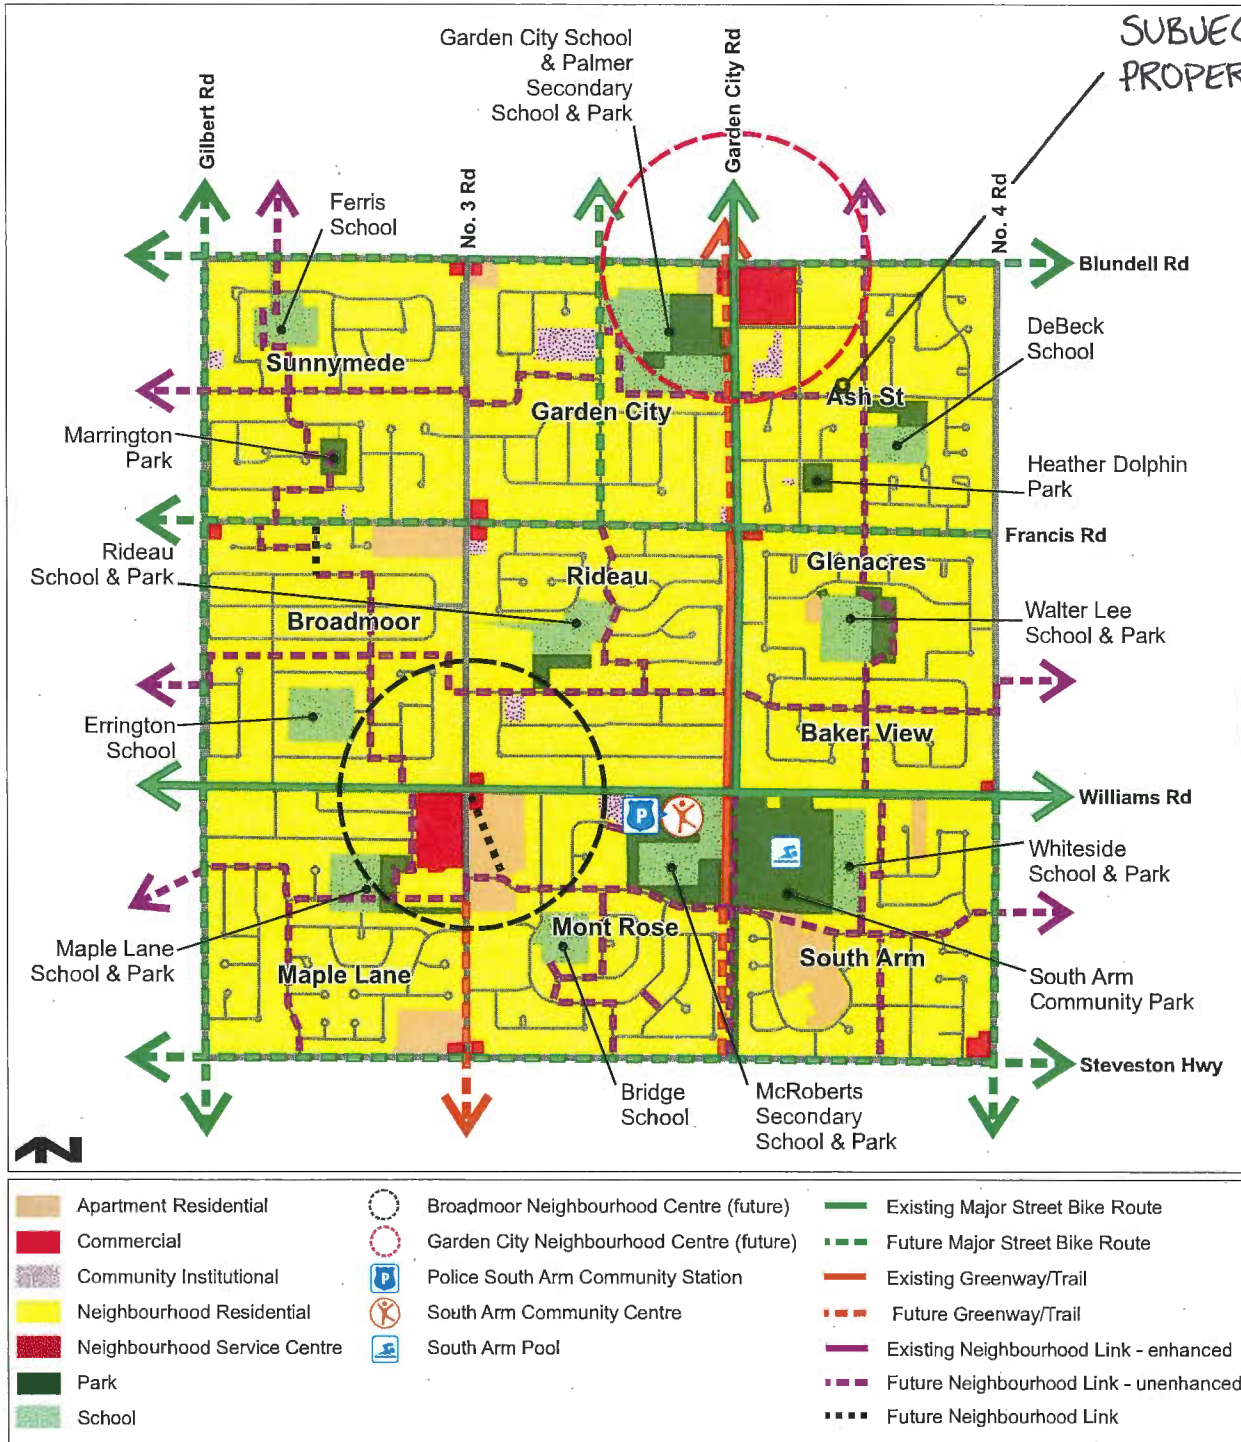 SUBJEC
PROPER
Garden City School
& Palmer
Secondary
School & Park
Garden City Rd
Gilbert Rd
No. 3 Rd
No. 4 Rd
Ferris
School
Blundell Rd
DeBeck
School
Sunnymede
Garden City
Ash St
Marrington
Park
Heather Dolphin
Park
Francis Rd
Rideau
School & Park
Rideau
Glenacres
Broadmoor
Walter Lee
School & Park
Errington
School
Baker View
Williams Rd
P
Whiteside
School & Park
Maple Lane
School & Park
Mont Rose
Maple Lane
South Arm
South Arm
Community Park
Steveston Hwy
Bridge
School
McRoberts
Secondary
School & Park
N
Apartment Residential
Commercial
Community Institutional
Neighbourhood Residential
Neighbourhood Service Centre
Park
School
Broadmoor Neighbourhood Centre (future)
Garden City Neighbourhood Centre (future)
P
Police South Arm Community Station
South Arm Community Centre
South Arm Pool
Existing Major Street Bike Route
Future Major Street Bike Route
Existing Greenway/Trail
Future Greenway/Trail
Existing Neighbourhood Link - enhanced
Future Neighbourhood Link - unenhanced
Future Neighbourhood Link